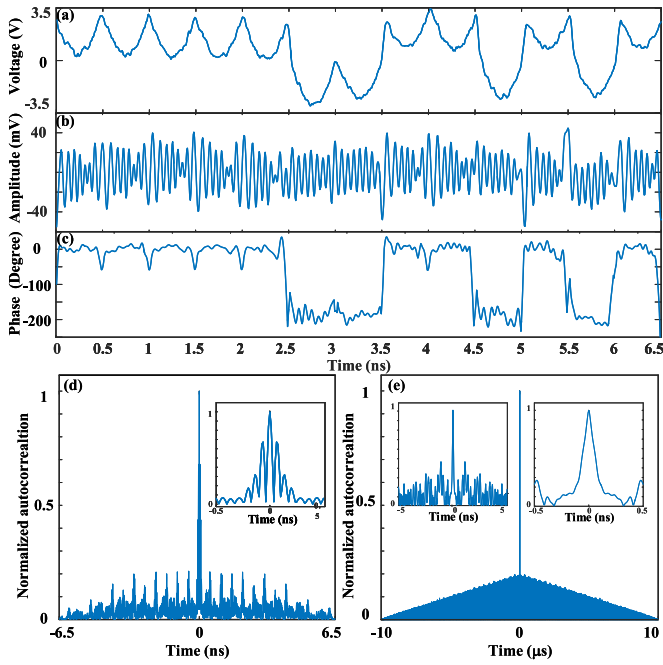 (a)
Voltage (V)
3.5
0
-3.5
(b)
Amplitude (mV)
40
-40
(c)
Phase (Degree)
0
-100
-200
0 0.5 1 1.5 2 2.5 3 3.5 4 4.5 5 5.5 6 6.5
Time (ns)
(d)
Normalized autocorrealtion
1
0.5
0
-6.5 0 6.5
Time (ns)
1
0
-5 0 5
Time (ns)
(e)
Normalized autocorrealtion
1
0.5
0
-10 0 10
Time (μs)
1
0
-5 0 5
Time (ns)
1
0
-0.5 0 0.5
Time (ns)